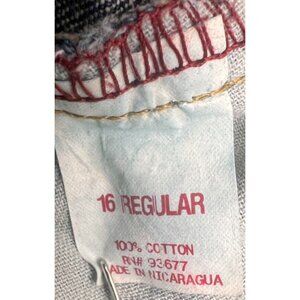 16 REGULAR
100% COTTON
RN# 93677
ADE IN NICARAGUA